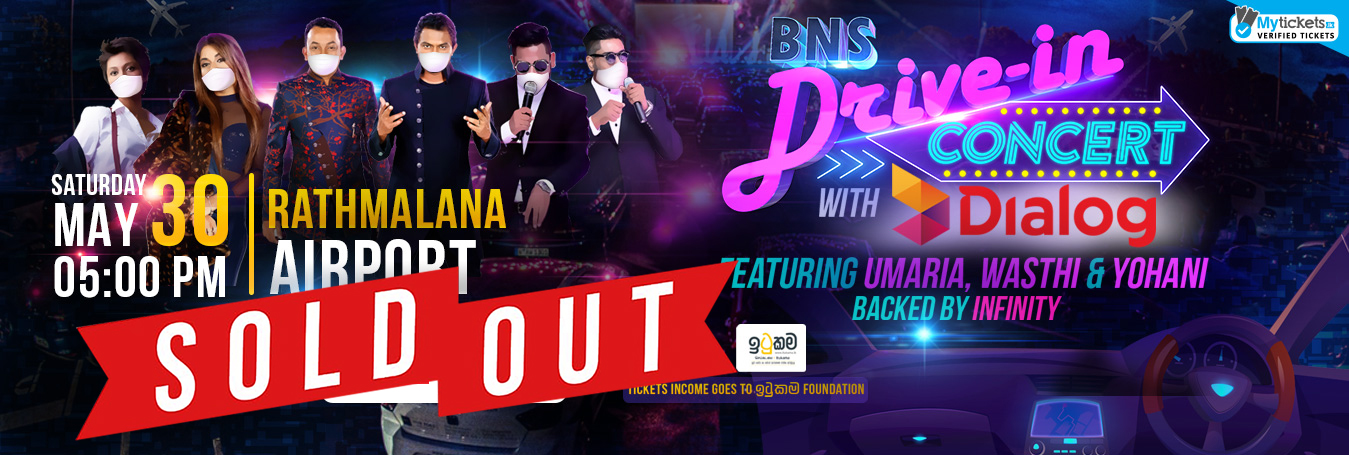 Mytickets.lk
VERIFIED TICKETS
BNS
Drive-in
CONCERT
WITH Dialog
SATURDAY
MAY 30
05:00 PM
RATHMALANA
AIRPORT
FEATURING UMARIA, WASTHI & YOHANI
BACKED BY INFINITY
SOLD OUT
ඉටුකම
TICKETS INCOME GOES TO ඉටුකම FOUNDATION